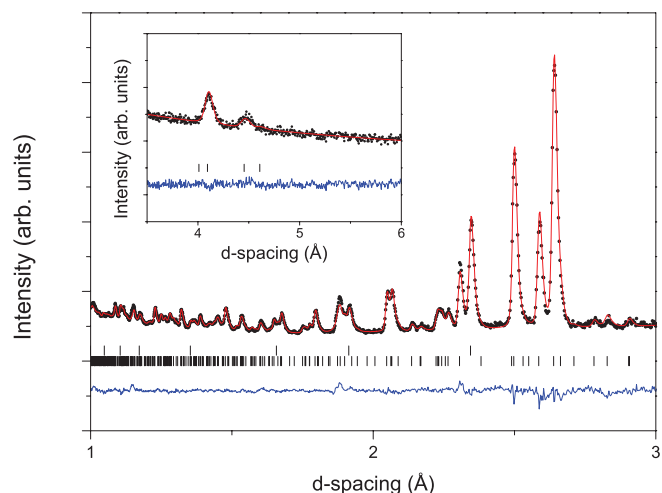 Intensity (arb. units)
Intensity (arb. units)
4
5
6
d-spacing (Å)
1
2
3
d-spacing (Å)